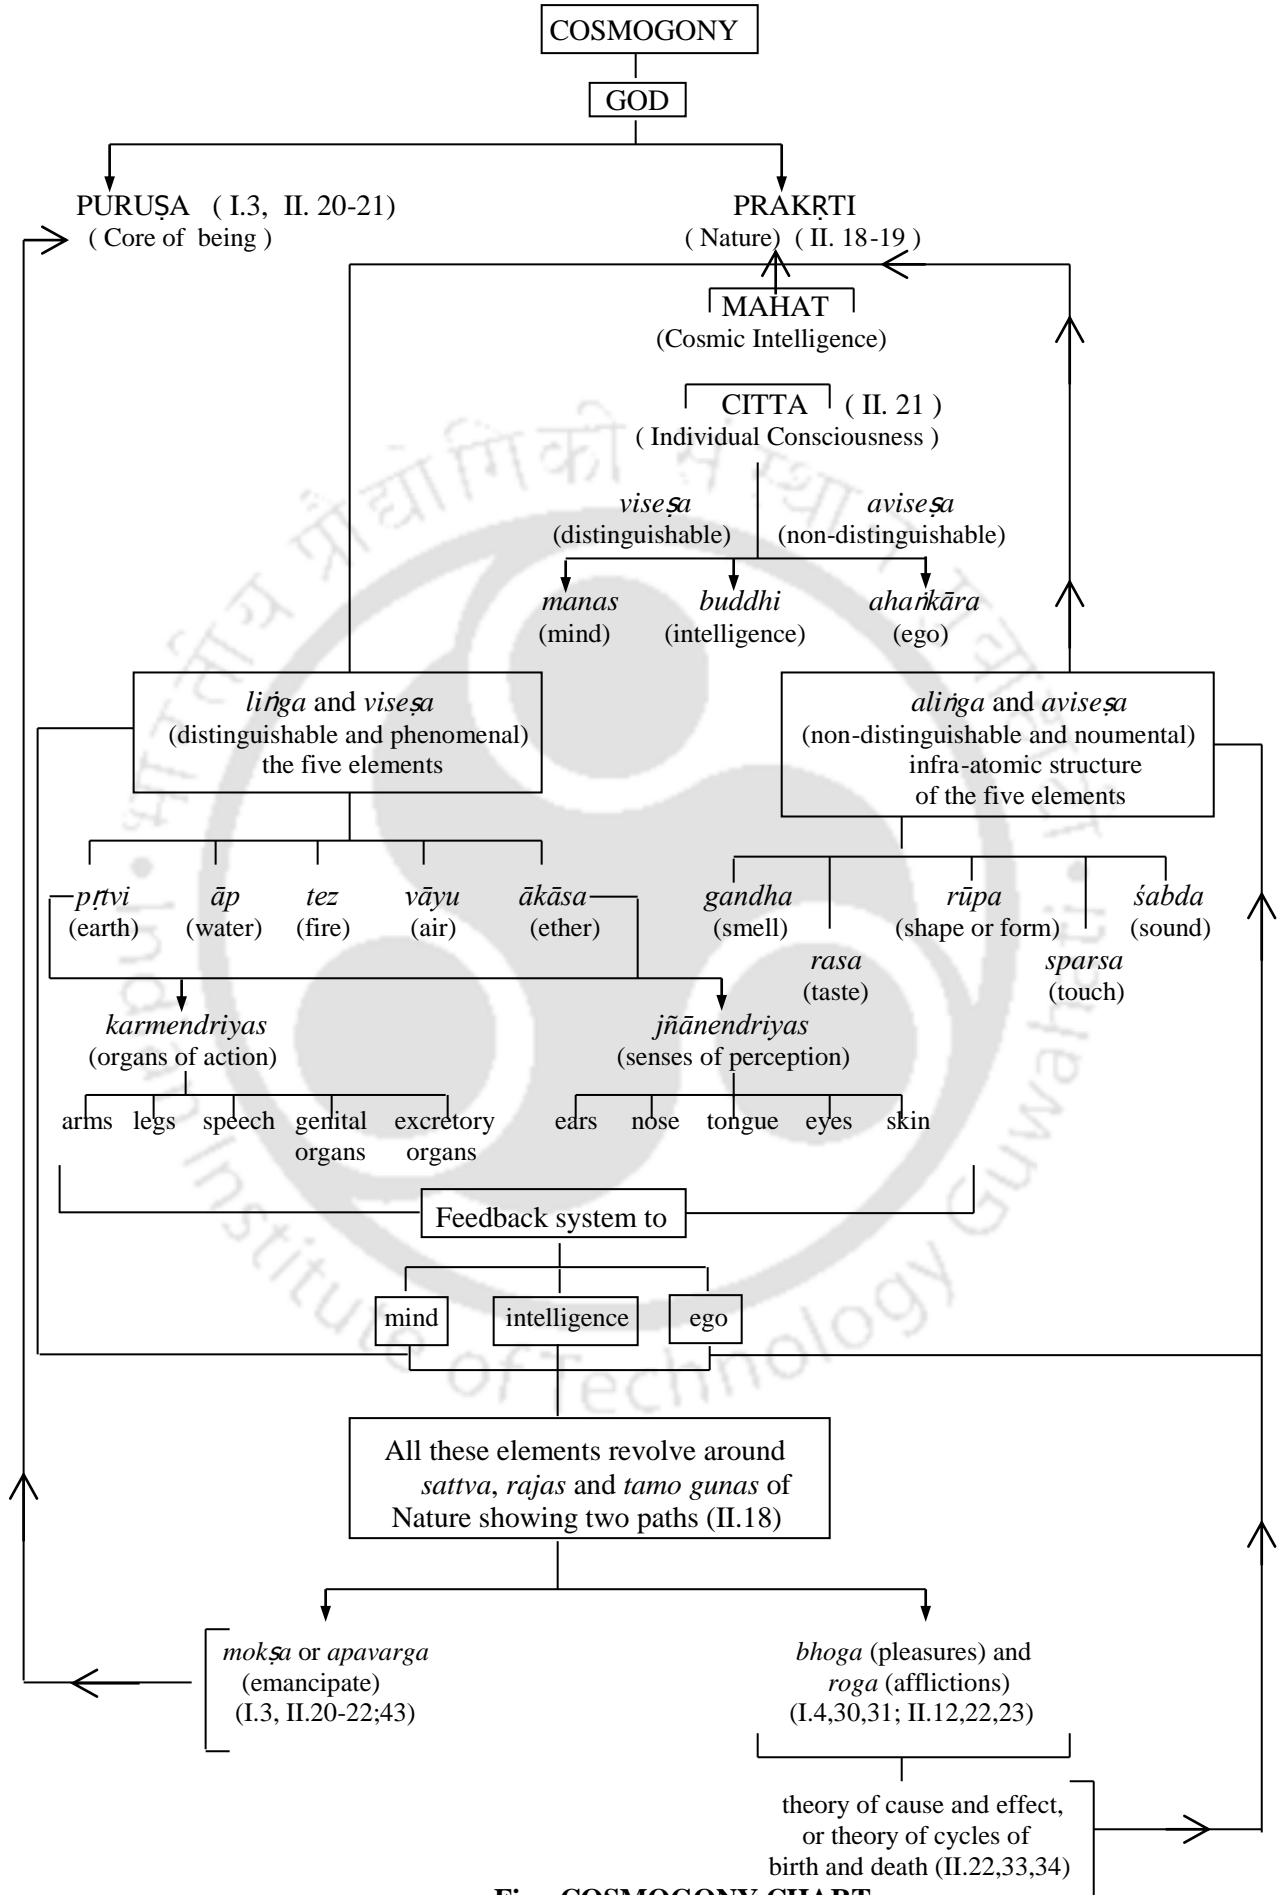 COSMOGONY
GOD
PURUṢA ( I.3, II. 20-21)
( Core of being )
PRAKṚTI
( Nature) ( II. 18-19 )
MAHAT
(Cosmic Intelligence)
CITTA ( II. 21 )
( Individual Consciousness )
viseṣa
(distinguishable)
aviseṣa
(non-distinguishable)
manas
(mind)
buddhi
(intelligence)
ahaṅkāra
(ego)
liṅga and viseṣa
(distinguishable and phenomenal)
the five elements
aliṅga and aviseṣa
(non-distinguishable and noumental)
infra-atomic structure
of the five elements
pṛtvi
(earth)
āp
(water)
tez
(fire)
vāyu
(air)
ākāsa
(ether)
gandha
(smell)
rasa
(taste)
rūpa
(shape or form)
sparsa
(touch)
śabda
(sound)
karmendriyas
(organs of action)
jñānendriyas
(senses of perception)
arms legs speech genital organs excretory organs
ears nose tongue eyes skin
Feedback system to
mind intelligence ego
All these elements revolve around
sattva, rajas and tamo gunas of
Nature showing two paths (II.18)
mokṣa or apavarga
(emancipate)
(I.3, II.20-22;43)
bhoga (pleasures) and
roga (afflictions)
(I.4,30,31; II.12,22,23)
theory of cause and effect,
or theory of cycles of
birth and death (II.22,33,34)
COSMOGONY CHART
भारतीय प्रौद्योगिकी संस्थान गुवाहाटी
Indian Institute of Technology Guwahati